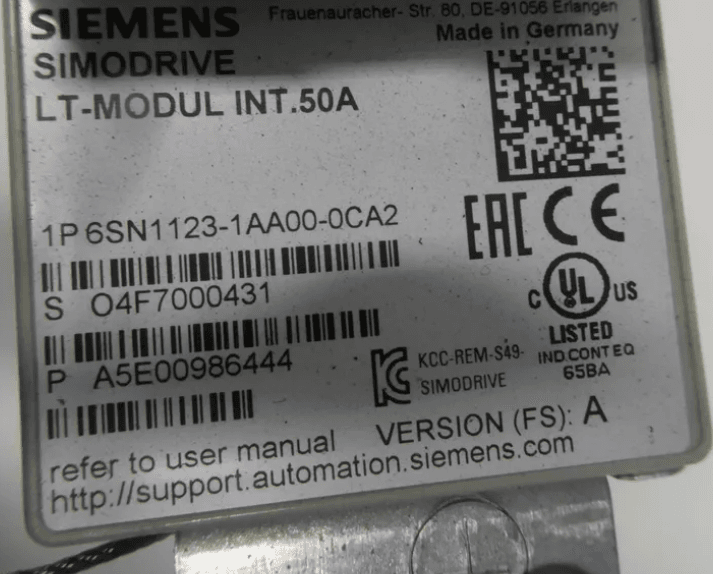 SIEMENS
Frauenauracher- Str. 80, DE-91056 Erlangen
Made in Germany
SIMODRIVE
LT-MODUL INT.50A
1P 6SN1123-1AA00-0CA2
EAC CE
S O4F7000431
C UL US
LISTED
IND.CONT EQ
65BA
P A5E00986444
KCC-REM-S49-
SIMODRIVE
VERSION (FS): A
refer to user manual
http://support.automation.siemens.com